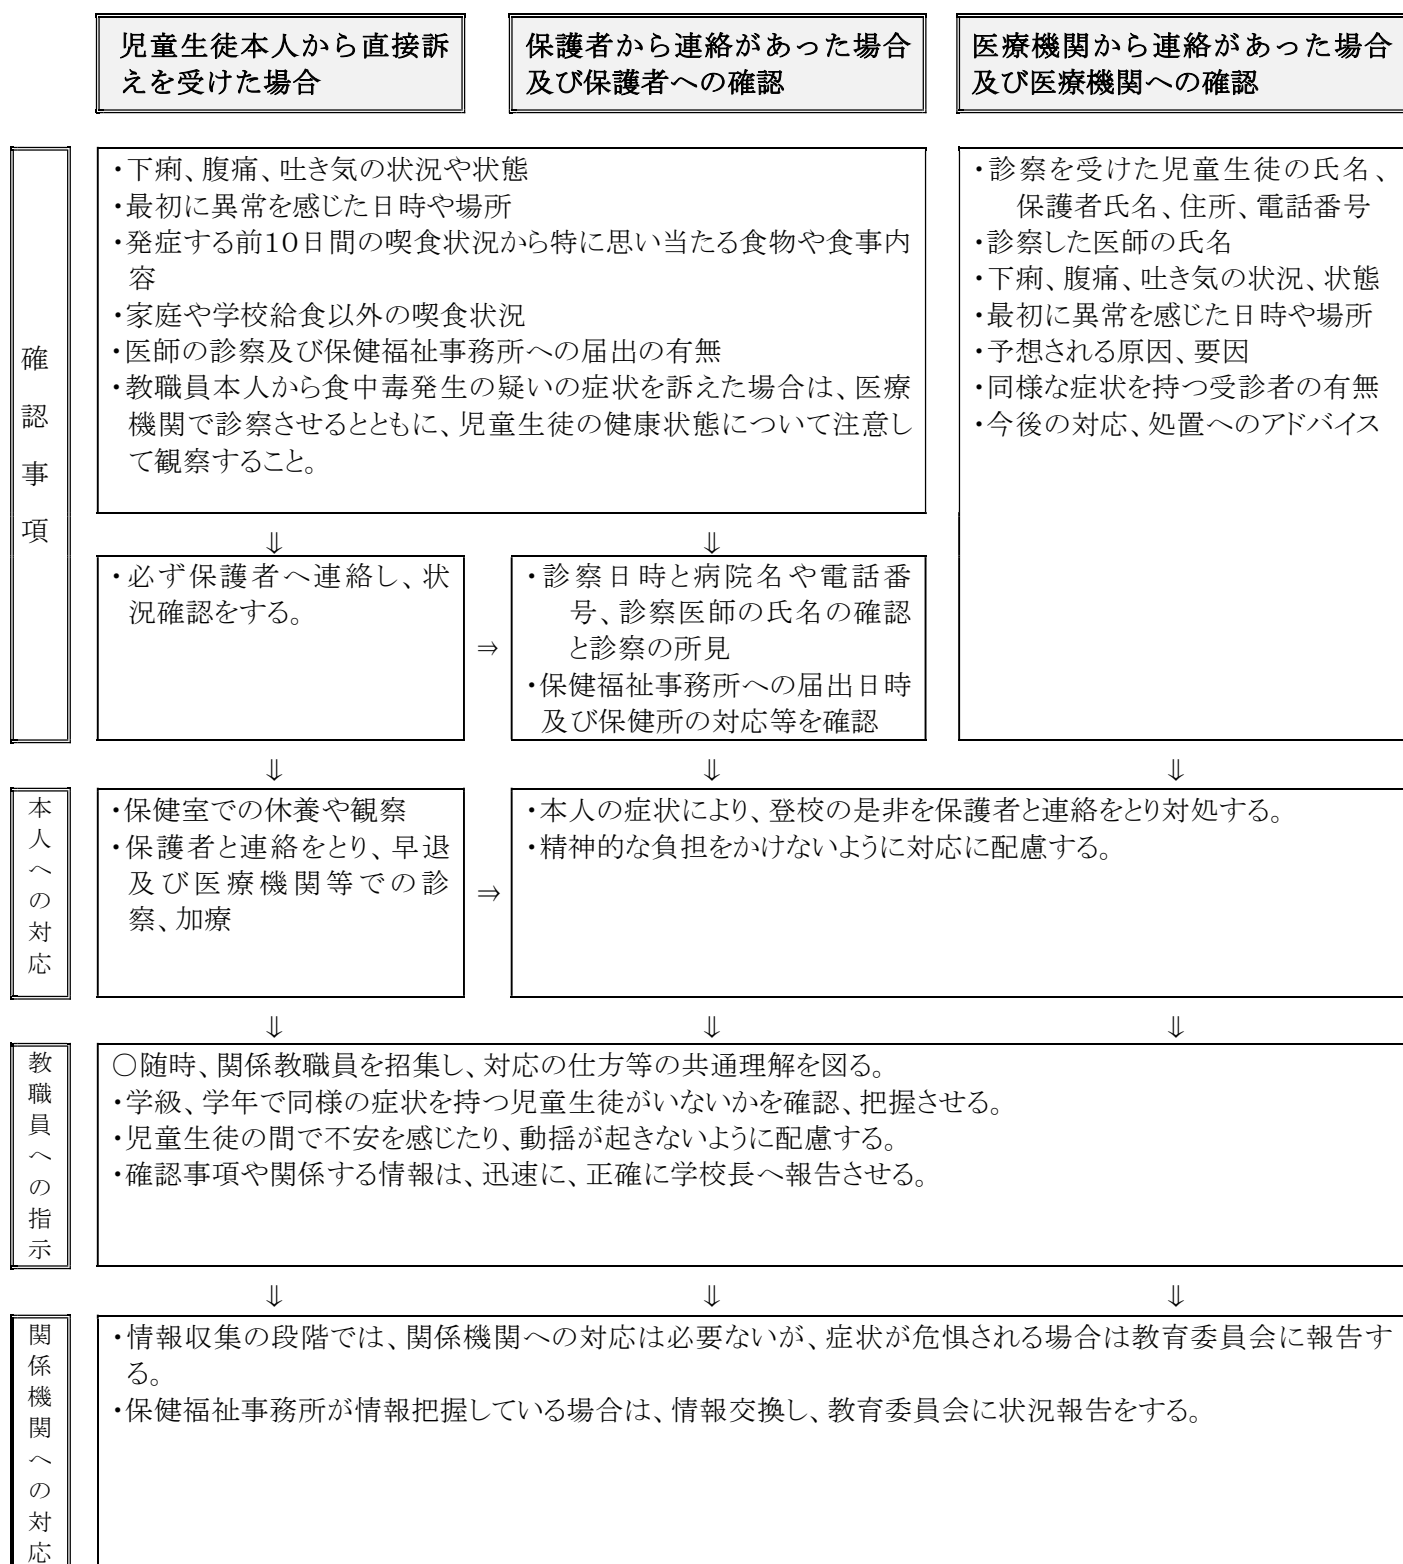 児童生徒本人から直接訴
えを受けた場合
保護者から連絡があった場合
及び保護者への確認
医療機関から連絡があった場合
及び医療機関への確認
確認事項
・下痢、腹痛、吐き気の状況や状態
・最初に異常を感じた日時や場所
・発症する前10日間の喫食状況から特に思い当たる食物や食事内
容
・家庭や学校給食以外の喫食状況
・医師の診察及び保健福祉事務所への届出の有無
・教職員本人から食中毒発生の疑いの症状を訴えた場合は、医療
機関で診察させるとともに、児童生徒の健康状態について注意し
て観察すること。
・診察を受けた児童生徒の氏名、
保護者氏名、住所、電話番号
・診察した医師の氏名
・下痢、腹痛、吐き気の状況、状態
・最初に異常を感じた日時や場所
・予想される原因、要因
・同様な症状を持つ受診者の有無
・今後の対応、処置へのアドバイス
⇓ ⇓
・必ず保護者へ連絡し、状
況確認をする。
⇒
・診察日時と病院名や電話番
号、診察医師の氏名の確認
と診察の所見
・保健福祉事務所への届出日時
及び保健所の対応等を確認
⇓ ⇓ ⇓
本人への対応
・保健室での休養や観察
・保護者と連絡をとり、早退
及び医療機関等での診
察、加療
⇒
・本人の症状により、登校の是非を保護者と連絡をとり対処する。
・精神的な負担をかけないように対応に配慮する。
⇓ ⇓ ⇓
教職員への指示
○随時、関係教職員を招集し、対応の仕方等の共通理解を図る。
・学級、学年で同様の症状を持つ児童生徒がいないかを確認、把握させる。
・児童生徒の間で不安を感じたり、動揺が起きないように配慮する。
・確認事項や関係する情報は、迅速に、正確に学校長へ報告させる。
⇓ ⇓ ⇓
関係機関への対応
・情報収集の段階では、関係機関への対応は必要ないが、症状が危惧される場合は教育委員会に報告す
る。
・保健福祉事務所が情報把握している場合は、情報交換し、教育委員会に状況報告をする。